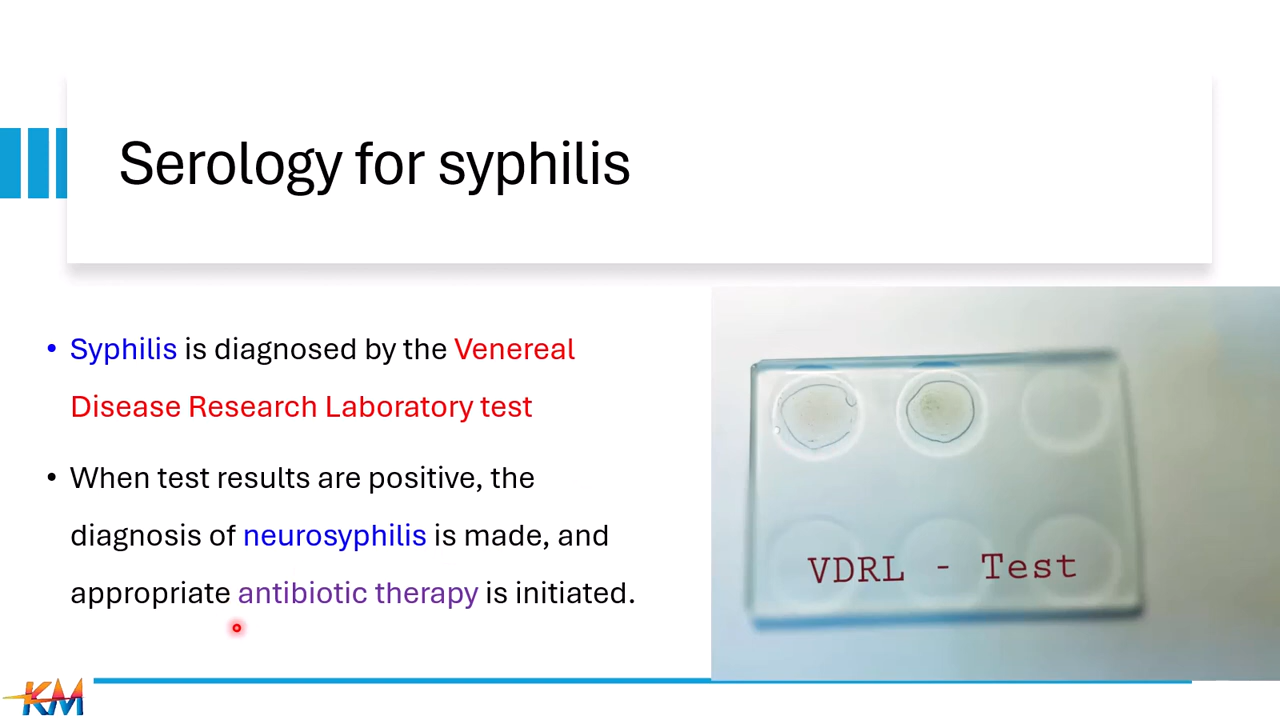 Serology for syphilis
• Syphilis is diagnosed by the Venereal
Disease Research Laboratory test
• When test results are positive, the
diagnosis of neurosyphilis is made, and
appropriate antibiotic therapy is initiated.
VDRL - Test
KM